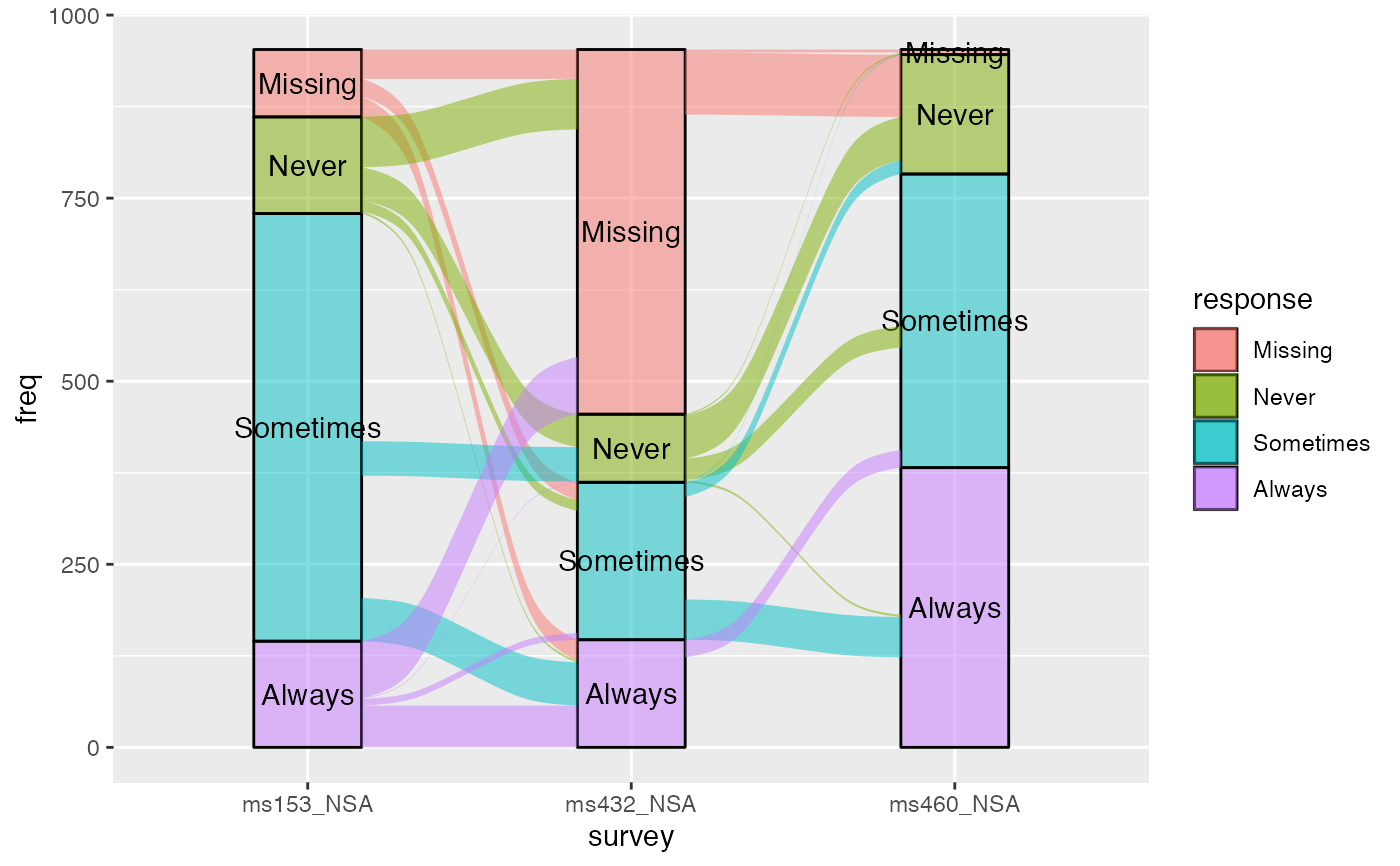 1000
750
500
250
0
freq
Missing
Never
Sometimes
Always
Missing
Never
Sometimes
Always
Missing
Never
Sometimes
Always
ms153_NSA
ms432_NSA
ms460_NSA
survey
response
Missing
Never
Sometimes
Always